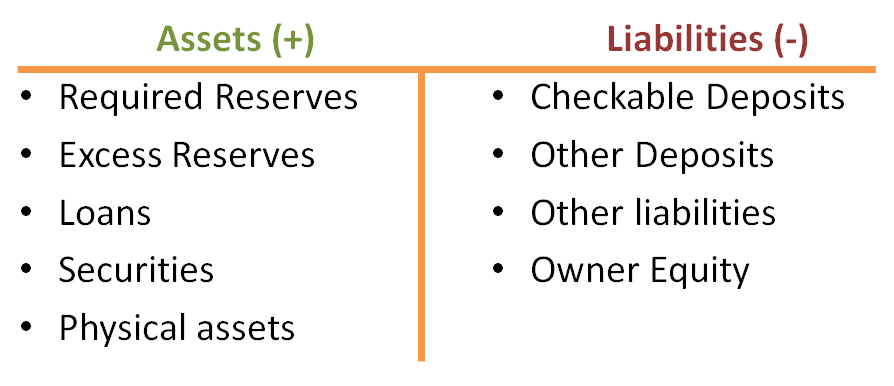 Assets (+)
Liabilities (-)
• Required Reserves
• Excess Reserves
• Loans
• Securities
• Physical assets
• Checkable Deposits
• Other Deposits
• Other liabilities
• Owner Equity